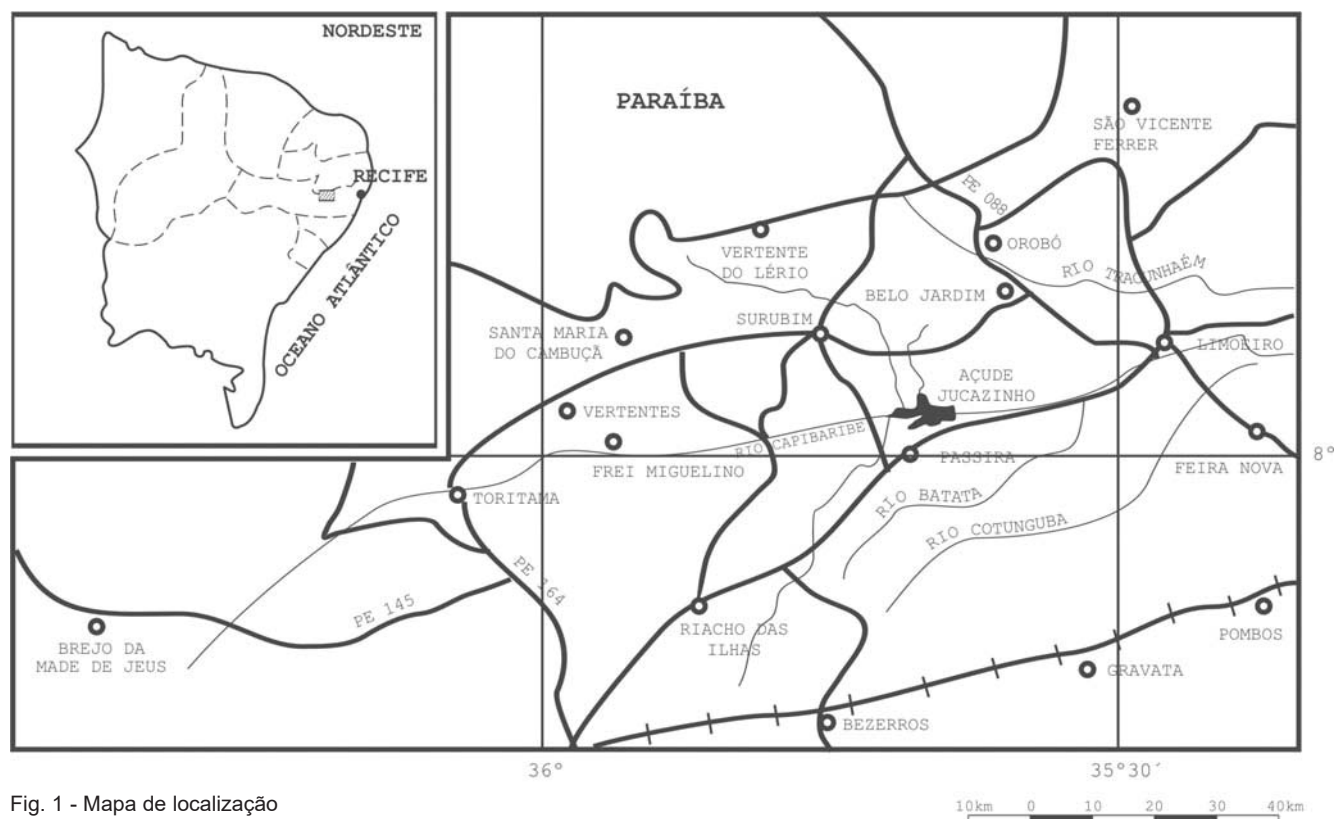 NORDESTE
RECIFE
OCEANO ATLÂNTICO
PARAÍBA
SÃO VICENTE
FERRER
PE 088
VERTENTE
DO LÉRIO
OROBÓ
RIO TRACUNHAÉM
BELO JARDIM
SURUBIM
SANTA MARIA
DO CAMBUÇÃ
LIMOEIRO
AÇUDE
JUCAZINHO
VERTENTES
RIO CAPIBARIBE
FREI MIGUELINO
PASSIRA
FEIRA NOVA
8°
TORITAMA
RIO BATATA
RIO COTUNGUBA
PE 164
PE 145
RIACHO DAS
ILHAS
POMBOS
BREJO DA
MADE DE JEUS
GRAVATA
BEZERROS
36°
35°30´
Fig. 1 - Mapa de localização
10km 0 10 20 30 40km